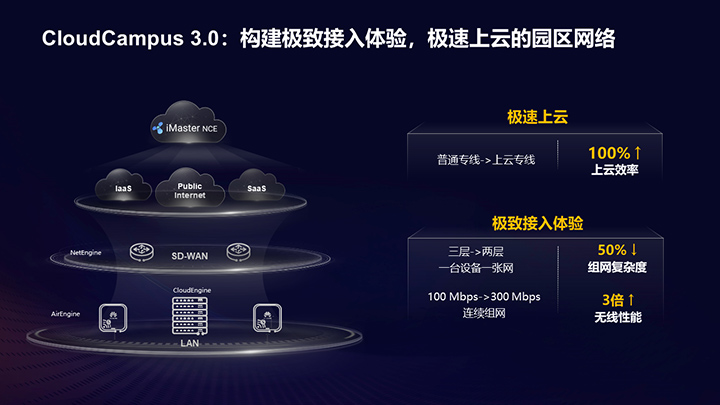 CloudCampus 3.0：构建极致接入体验，极速上云的园区网络
iMaster NCE
IaaS
Public
Internet
SaaS
NetEngine
SD-WAN
CloudEngine
AirEngine
LAN
极速上云
普通专线->上云专线
100%↑
上云效率
极致接入体验
三层->两层
一台设备一张网
50%↓
组网复杂度
100 Mbps->300 Mbps
连续组网
3倍↑
无线性能